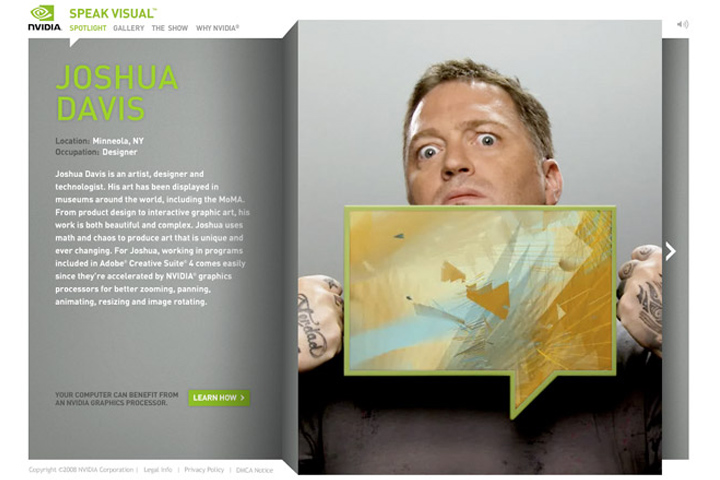 NVIDIA.
SPEAK VISUAL™
SPOTLIGHT GALLERY THE SHOW WHY NVIDIA®
JOSHUA
DAVIS
Location: Minneola, NY
Occupation: Designer
Joshua Davis is an artist, designer and
technologist. His art has been displayed in
museums around the world, including the MoMA.
From product design to interactive graphic art, his
work is both beautiful and complex. Joshua uses
math and chaos to produce art that is unique and
ever changing. For Joshua, working in programs
included in Adobe® Creative Suite® 4 comes easily
since they're accelerated by NVIDIA® graphics
processors for better zooming, panning,
animating, resizing and image rotating.
YOUR COMPUTER CAN BENEFIT FROM
AN NVIDIA GRAPHICS PROCESSOR.
LEARN HOW >
Copyright ©2008 NVIDIA Corporation | Legal Info | Privacy Policy | DMCA Notice